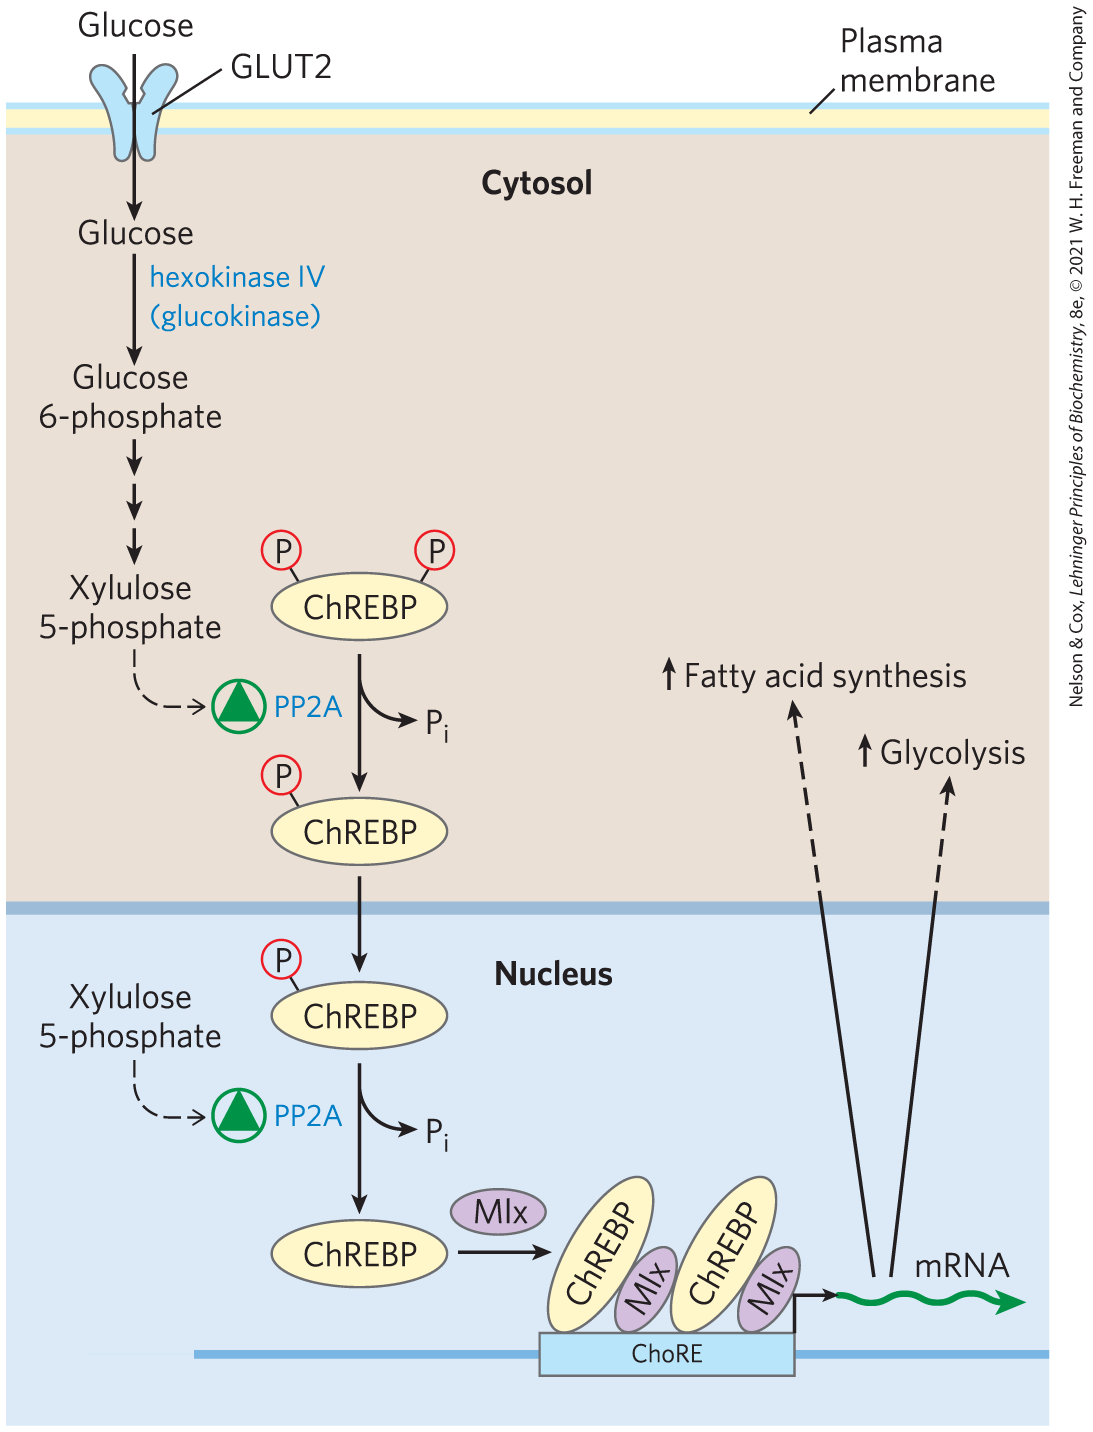 Glucose
GLUT2
Plasma
membrane
Cytosol
Glucose
hexokinase IV
(glucokinase)
Glucose
6-phosphate
Xylulose
5-phosphate
P
P
ChREBP
PP2A
Pi
P
ChREBP
↑ Fatty acid synthesis
↑ Glycolysis
Nucleus
P
ChREBP
Xylulose
5-phosphate
PP2A
Pi
ChREBP
Mlx
ChREBP
Mlx
ChREBP
Mlx
mRNA
ChoRE
Nelson & Cox, Lehninger Principles of Biochemistry, 8e, © 2021 W. H. Freeman and Company